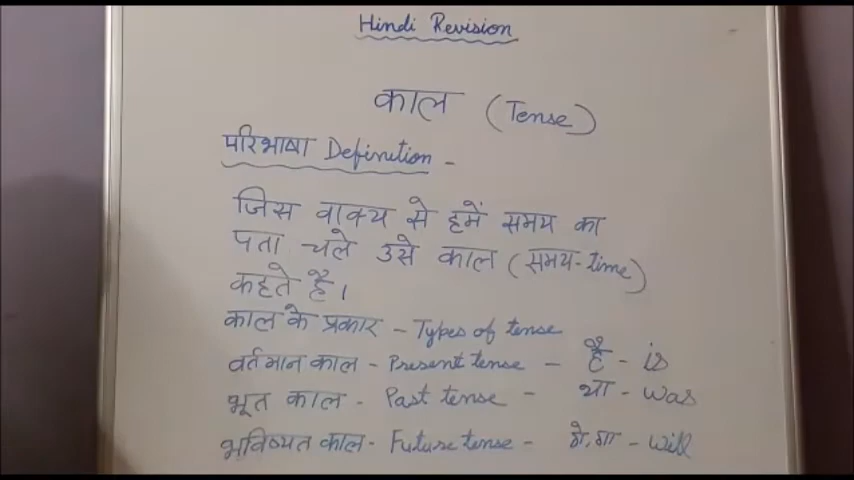 Hindi Revision
काल (Tense)
परिभाषा Definition -
जिस वाक्य से हमें समय का
पता चले उसे काल (समय-time)
कहते है।
काल के प्रकार - Types of tense
वर्तमान काल - Present tense - है - is
भूत काल - Past tense - था - was
भविष्यत काल - Future tense - गे,गा - will